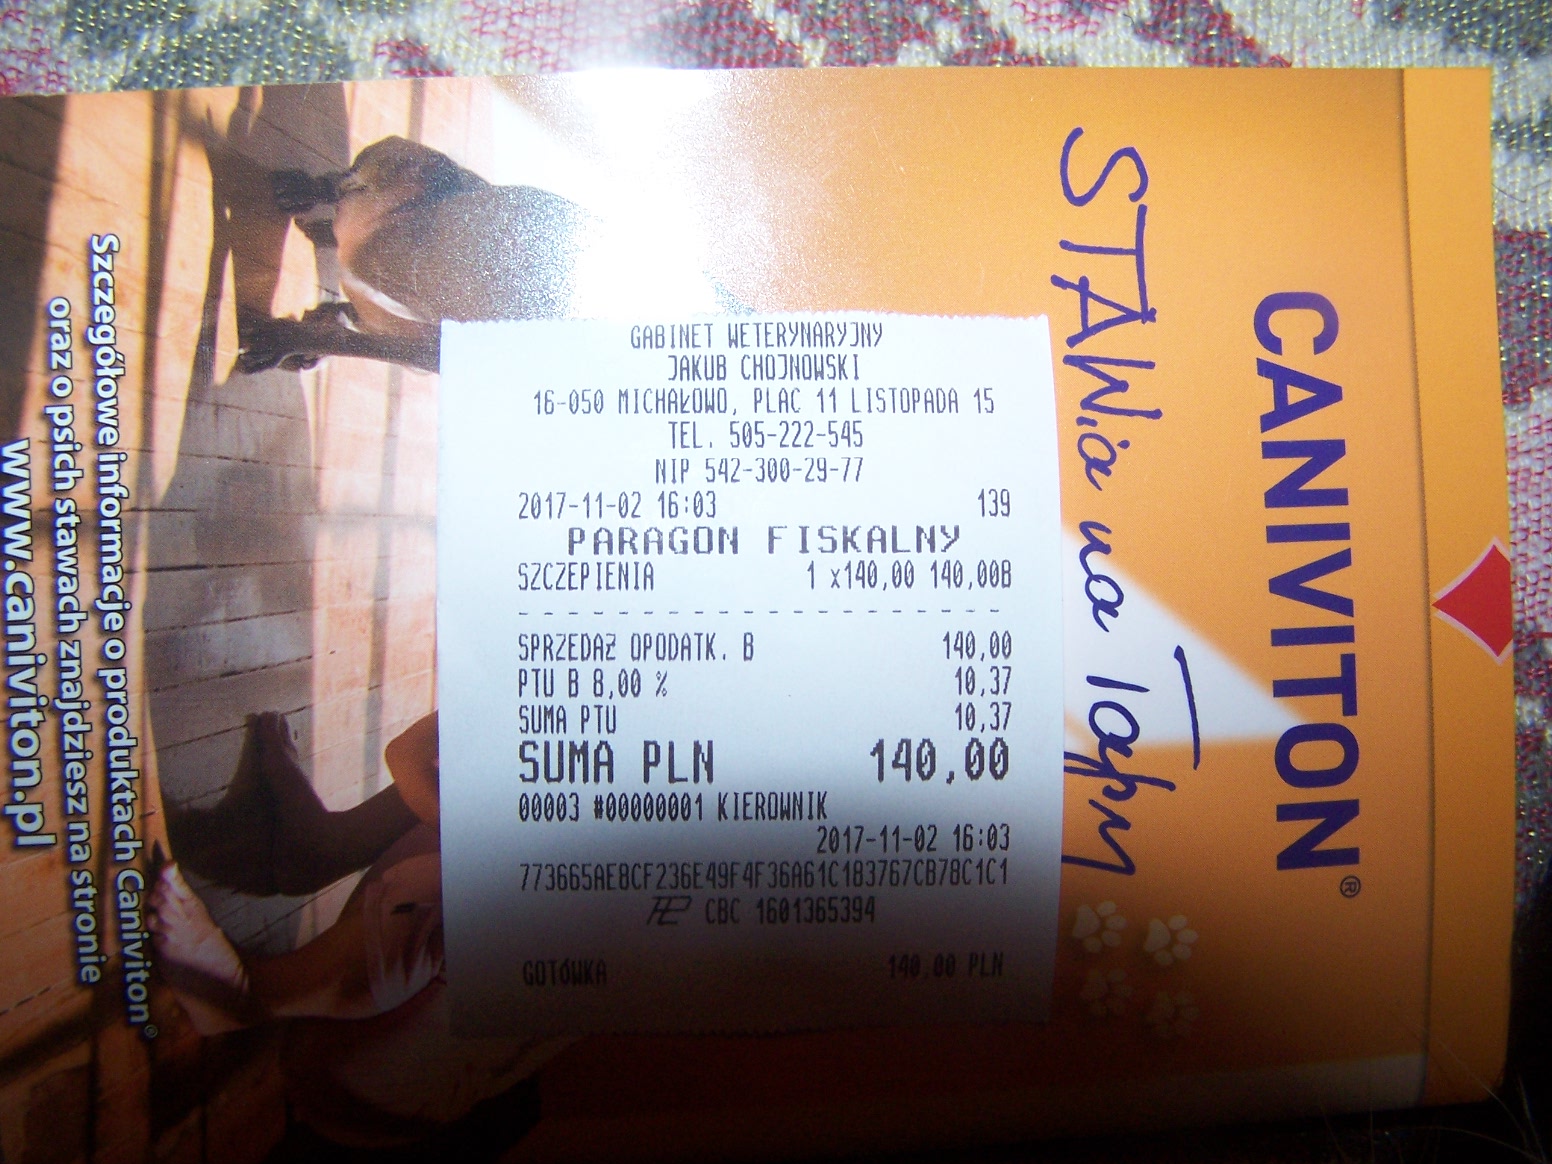 GABINET WETERYNARYJNY
JAKUB CHOJNOWSKI
16-050 MICHAŁOWO, PLAC 11 LISTOPADA 15
TEL. 505-222-545
NIP 542-300-29-77
2017-11-02 16:03 139
PARAGON FISKALNY
SZCZEPIENIA 1 x140,00 140,00B
SPRZEDAŻ OPODATK. B 140,00
PTU B 8,00 % 10,37
SUMA PTU 10,37
SUMA PLN 140,00
00003 #00000001 KIEROWNIK
2017-11-02 16:03
773665AE8CF236E49F4F36A61C183767CB78C1C1
CBC 1601365394
GOTÓWKA 140,00 PLN
CANIVITON®
STAWia na Łapy
Szczegółowe informacje o produktach Caniviton®
oraz o psich stawach znajdziesz na stronie
www.caniviton.pl